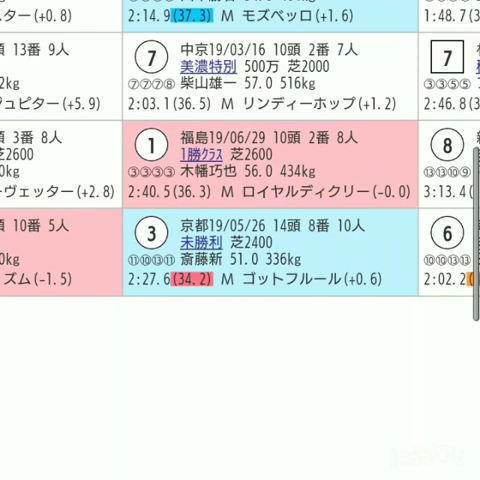 スター(+0.8)
2:14.9(37.3) M モズペッロ(+1.6)
1:48.7(3
頭 13番 9人
2kg
ジュピター(+5.9)
7 中京19/03/16 10頭 2番 7人
美濃特別 500万 芝2000
⑦⑦⑦⑧ 柴山雄一 57.0 516kg
2:03.1(36.5) M リンディーホップ(+1.2)
7
③③⑤⑤
2:46.8(3
頭 3番 8人
芝2600
0kg
ーヴェッター(+2.8)
1 福島19/06/29 10頭 2番 8人
1勝クラス 芝2600
③③③③ 木幡巧也 56.0 434kg
2:40.5(36.3) M ロイヤルディクリー(-0.0)
8
⑬⑬⑩⑨
3:13.4(
頭 10番 5人
0kg
イズム(-1.5)
3 京都19/05/26 14頭 8番 10人
未勝利 芝2400
⑪⑩⑬⑪ 斎藤新 51.0 336kg
2:27.6(34.2) M ゴットフルール(+0.6)
6
⑩⑩⑬⑬
2:02.2(